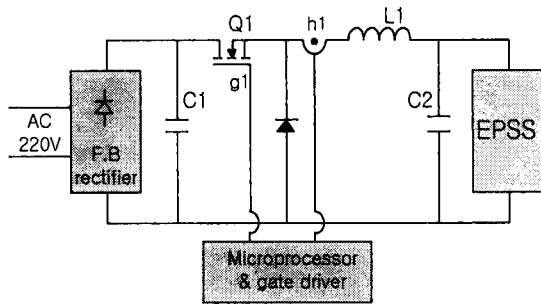 Q1
h1
L1
g1
C1
C2
AC
220V
F.B
rectifier
EPSS
Microprocessor
& gate driver